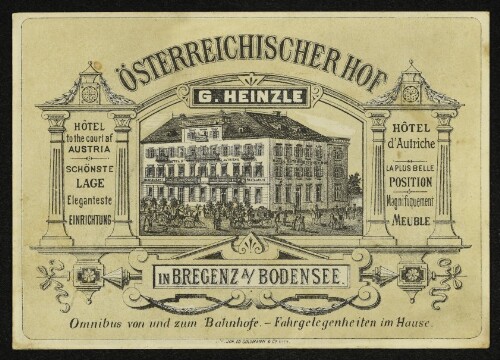 ÖSTERREICHISCHER HOF
G. HEINZLE
HÔTEL
to the court of
AUSTRIA
SCHÖNSTE
LAGE
Eleganteste
EINRICHTUNG
HÔTEL
d'Autriche
LA PLUS BELLE
POSITION
Magnifiquement
MEUBLE
IN BREGENZ A/ BODENSEE.
Omnibus von und zum Bahnhofe. - Fahrgelegenheiten im Hause.